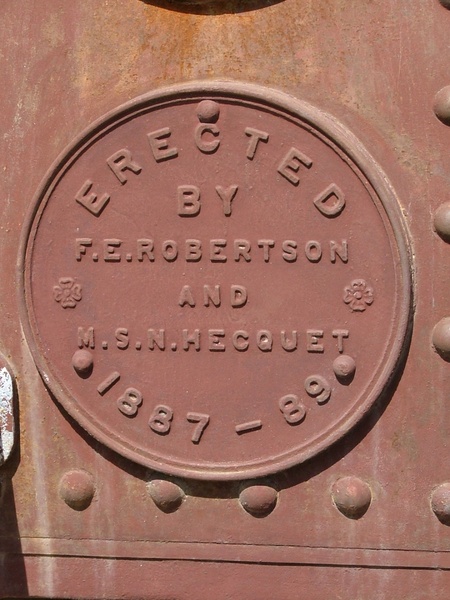 ERECTED
BY
F.E.ROBERTSON
AND
M.S.N.HECQUET
1887-89